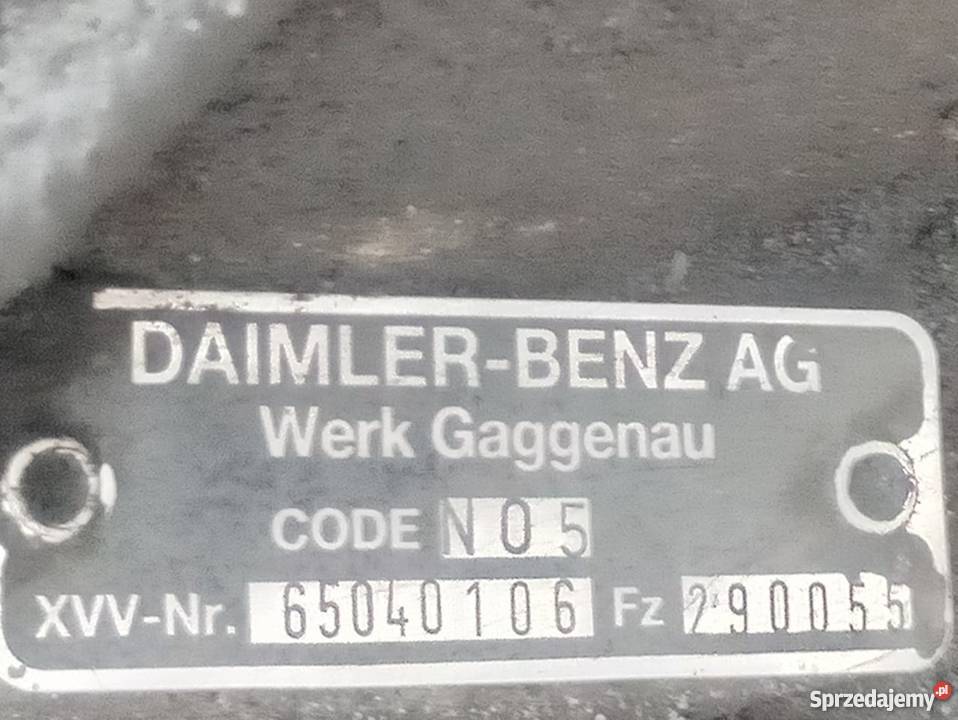 DAIMLER-BENZ AG
Werk Gaggenau
CODE N05
XVV-Nr. 65040106 Fz 290055
Sprzedajemy.pl